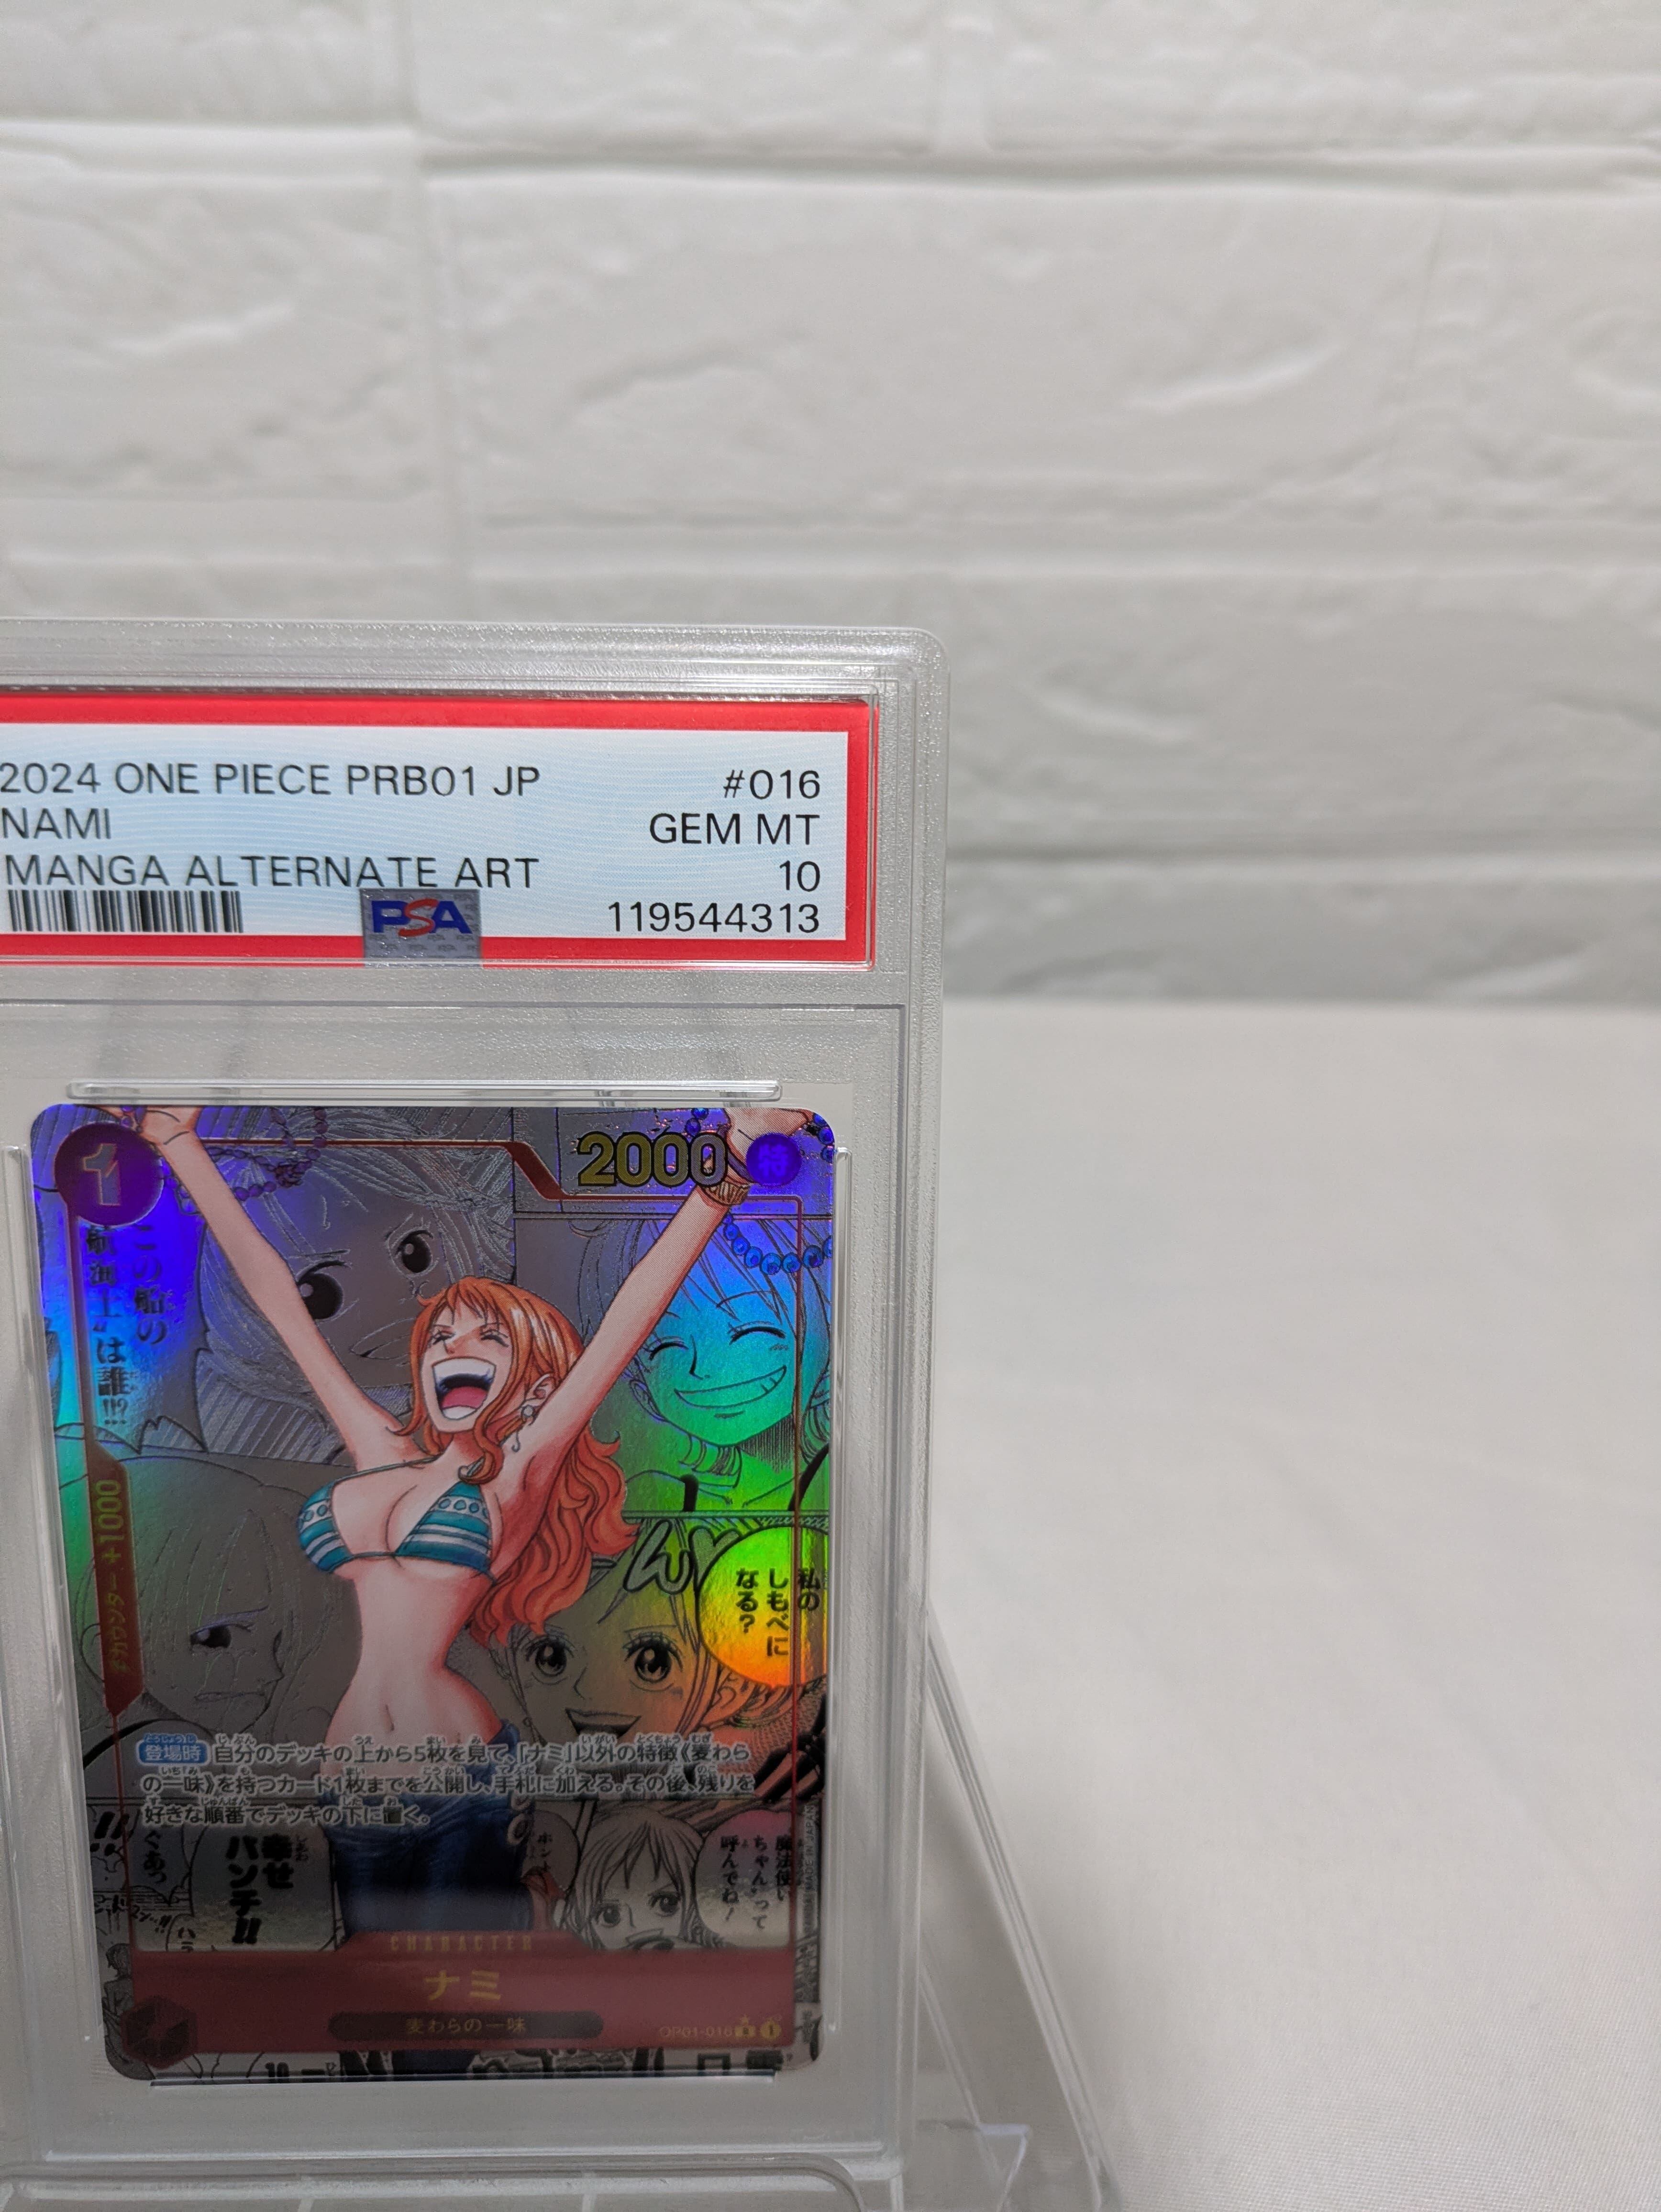 2024 ONE PIECE PRB01 JP #016
NAMI GEM MT
MANGA ALTERNATE ART 10
PSA 119544313
1
2000
特
この船の
航海士"は誰!!?
カウンター +1000
ん
私の
しもべに
なる?
登場時 自分のデッキの上から5枚を見て、「ナミ」以外の特徴《麦わら
の一味》を持つカード1枚までを公開し、手札に加える。その後、残りを
好きな順番でデッキの下に置く。
幸せ
パンチ!!
魔法使い
ちゃん"って
呼んでね!
CHARACTER
ナミ
麦わらの一味
OP01-016 R 1